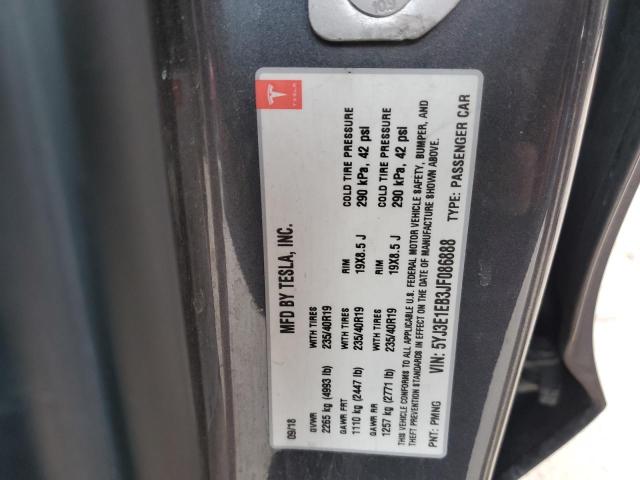 109
TESLA
MFD BY TESLA, INC.
09/18
GVWR WITH TIRES RIM COLD TIRE PRESSURE
2265 kg (4993 lb) 235/40R19 19X8.5 J 290 kPa, 42 psi
GAWR FRT WITH TIRES RIM COLD TIRE PRESSURE
1110 kg (2447 lb) 235/40R19 19X8.5 J 290 kPa, 42 psi
GAWR RR WITH TIRES
1257 kg (2771 lb) 235/40R19
THIS VEHICLE CONFORMS TO ALL APPLICABLE U.S. FEDERAL MOTOR VEHICLE SAFETY, BUMPER, AND
THEFT PREVENTION STANDARDS IN EFFECT ON THE DATE OF MANUFACTURE SHOWN ABOVE.
VIN: 5YJ3E1EB3JF086888 TYPE: PASSENGER CAR
PNT: PMNG